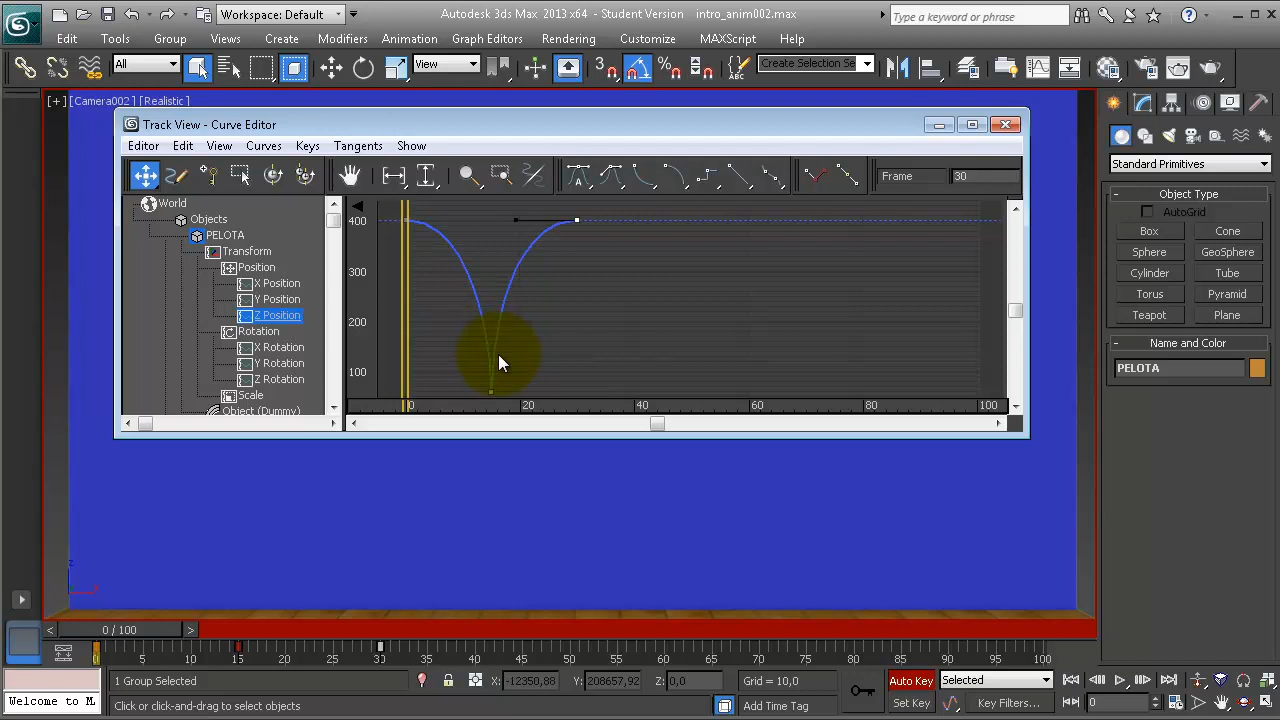 Workspace: Default
Autodesk 3ds Max 2013 x64 - Student Version intro_anim002.max
Type a keyword or phrase
Edit Tools Group Views Create Modifiers Animation Graph Editors Rendering Customize MAXScript Help
All View 3 Create Selection Se
[+] [Camera002 ] [Realistic ]
Track View - Curve Editor
Editor Edit View Curves Keys Tangents Show
Frame 30
World
Objects
PELOTA
Transform
Position
X Position
Y Position
Z Position
Rotation
X Rotation
Y Rotation
Z Rotation
Scale
Object (Dummy)
400
300
200
100
0 20 40 60 80 100
Standard Primitives
Object Type
AutoGrid
Box Cone
Sphere GeoSphere
Cylinder Tube
Torus Pyramid
Teapot Plane
Name and Color
PELOTA
z
0 / 100
0 5 10 15 20 25 30 35 40 45 50 55 60 65 70 75 80 85 90 95 100
1 Group Selected X: -12350,88 Y: 208657,92 Z: 0,0 Grid = 10,0 Auto Key Selected
Welcome to M Click or click-and-drag to select objects Add Time Tag Set Key Key Filters... 0